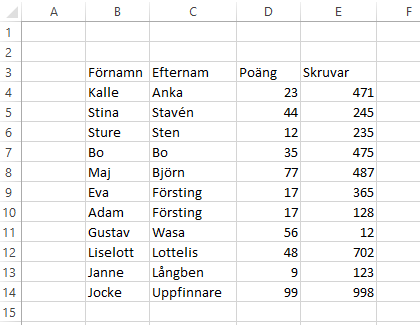 A B C D E F
1
2
3 Förnamn Efternam Poäng Skruvar
4 Kalle Anka 23 471
5 Stina Stavén 44 245
6 Sture Sten 12 235
7 Bo Bo 35 475
8 Maj Björn 77 487
9 Eva Försting 17 365
10 Adam Försting 17 128
11 Gustav Wasa 56 12
12 Liselott Lottelis 48 702
13 Janne Långben 9 123
14 Jocke Uppfinnare 99 998
15